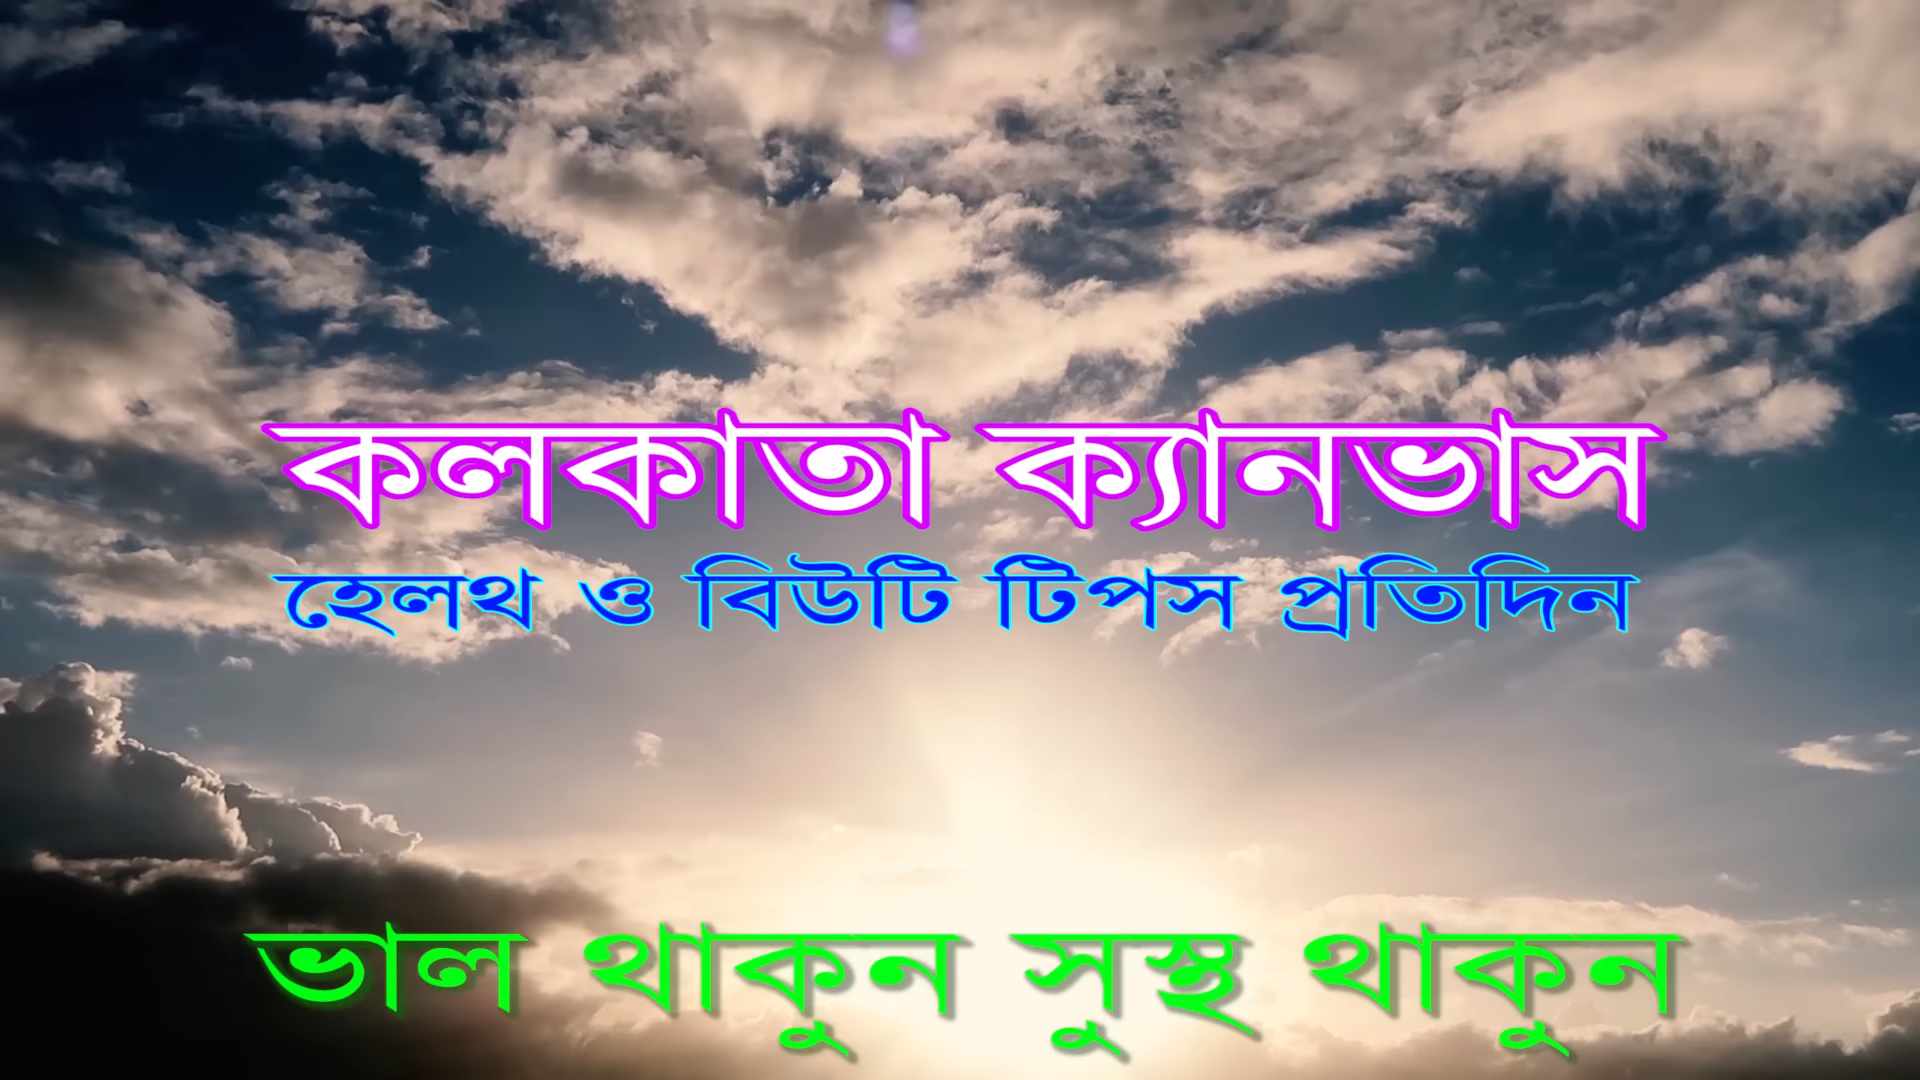 কলকাতা ক্যানভাস
হেলথ ও বিউটি টিপস প্রতিদিন
ভাল থাকুন সুস্থ থাকুন